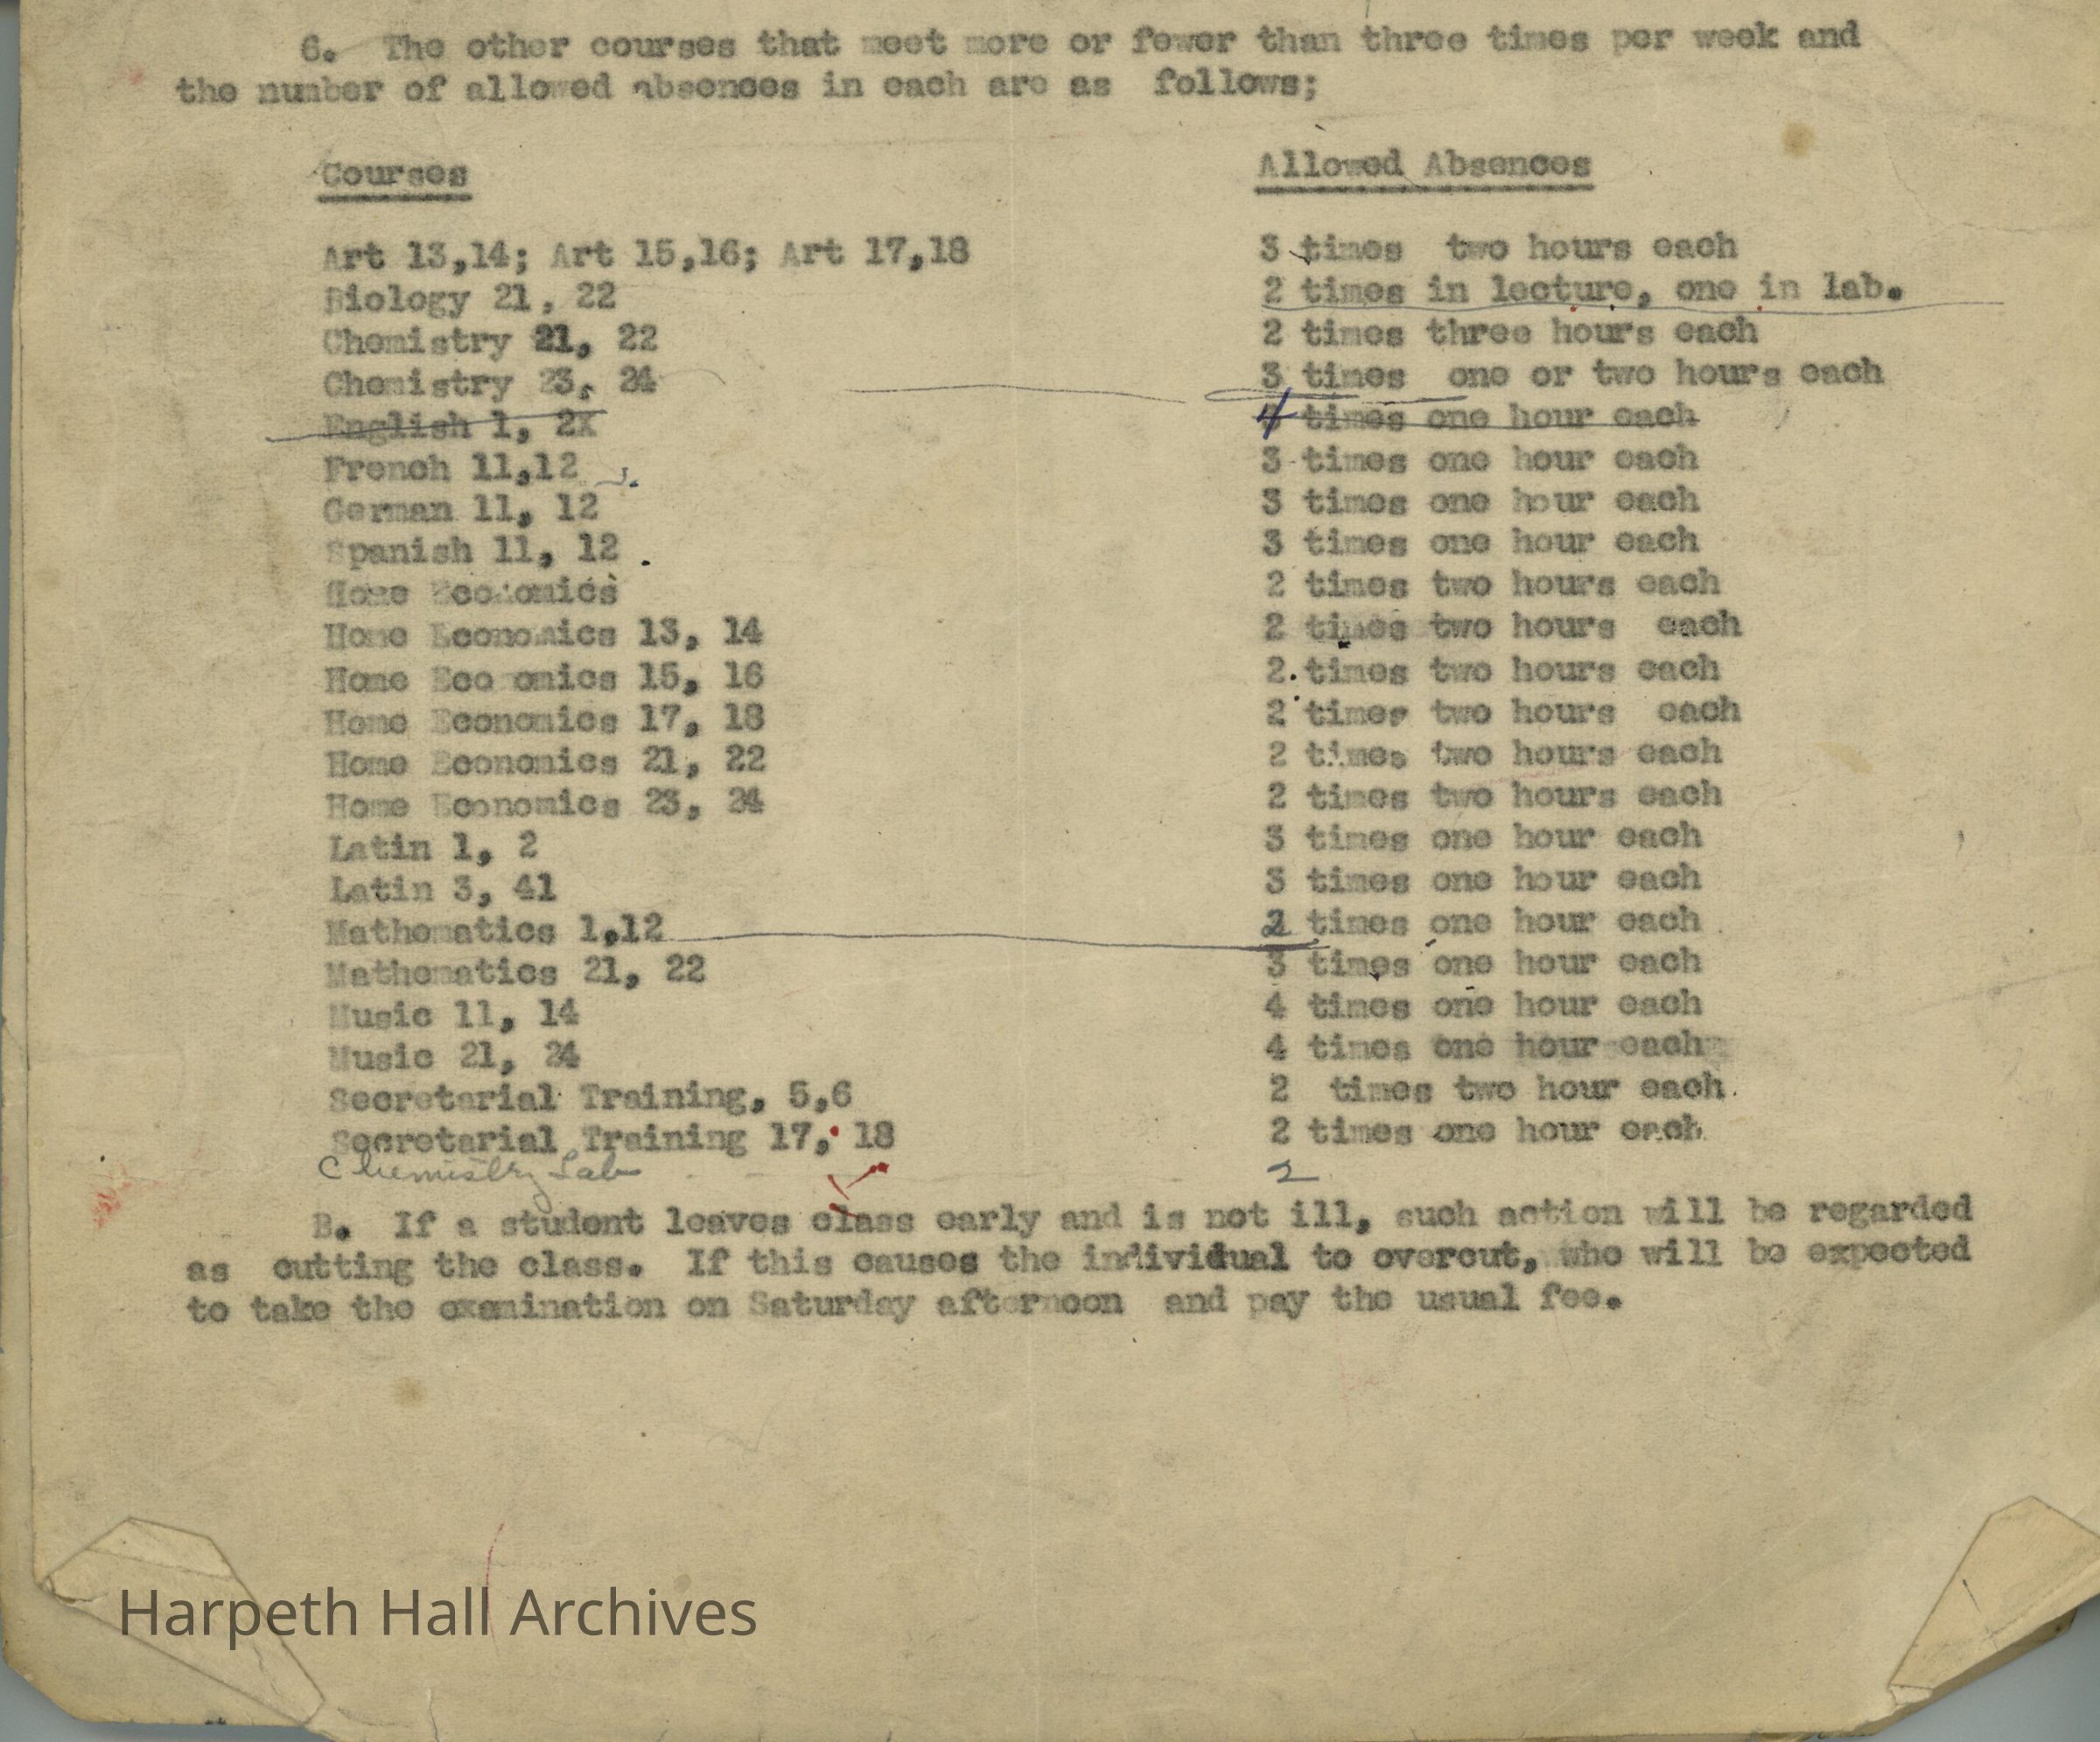 6. The other courses that meet more or fewer than three times per week and
the number of allowed absences in each are as follows;
Courses Allowed Absences
Art 13,14; Art 15,16; Art 17,18 3 times two hours each
Biology 21, 22 2 times in lecture, one in lab.
Chemistry 21, 22 2 times three hours each
Chemistry 23, 24 3 times one or two hours each
English 1, 2X 4 times one hour each
French 11,12 3 times one hour each
German 11, 12 3 times one hour each
Spanish 11, 12 3 times one hour each
Home Economics 2 times two hours each
Home Economics 13, 14 2 times two hours each
Home Eco omics 15, 16 2 times two hours each
Home Economics 17, 18 2 times two hours each
Home Economics 21, 22 2 times two hours each
Home Economics 23, 24 2 times two hours each
Latin 1, 2 3 times one hour each
Latin 3, 41 3 times one hour each
Mathematics 1,12 2 times one hour each
Mathematics 21, 22 3 times one hour each
Music 11, 14 4 times one hour each
Music 21, 24 4 times one hour each
Secretarial Training, 5,6 2 times two hour each.
Secretarial Training 17, 18 2 times one hour each
Chemistry Lab 2
B. If a student leaves class early and is not ill, such action will be regarded
as cutting the class. If this causes the individual to overcut, who will be expected
to take the examination on Saturday afternoon and pay the usual fee.
Harpeth Hall Archives